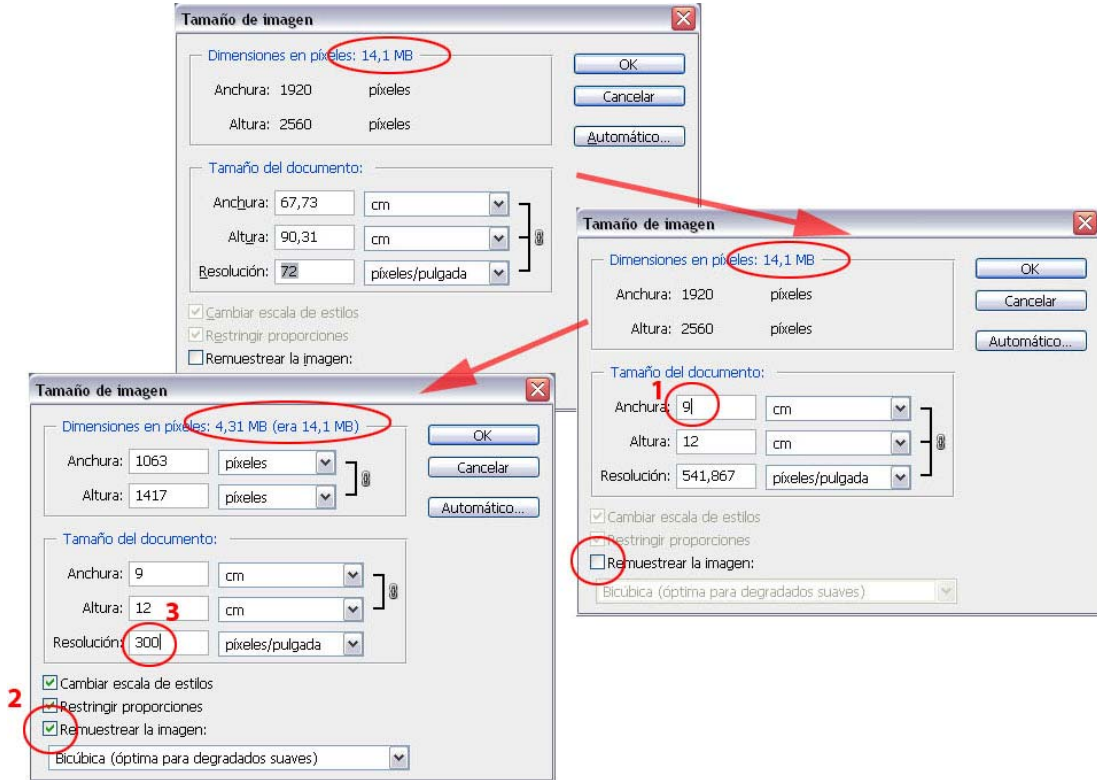 Tamaño de imagen
Dimensiones en píxeles: 14,1 MB
Anchura: 1920 píxeles
Altura: 2560 píxeles
OK
Cancelar
Automático...
Tamaño del documento:
Anchura: 67,73 cm
Altura: 90,31 cm
Resolución: 72 píxeles/pulgada
Cambiar escala de estilos
Restringir proporciones
Remuestrear la imagen:
Tamaño de imagen
Dimensiones en píxeles: 14,1 MB
Anchura: 1920 píxeles
Altura: 2560 píxeles
OK
Cancelar
Automático...
Tamaño del documento:
1
Anchura: 9 cm
Altura: 12 cm
Resolución: 541,867 píxeles/pulgada
Cambiar escala de estilos
Restringir proporciones
Remuestrear la imagen:
Bicúbica (óptima para degradados suaves)
Tamaño de imagen
Dimensiones en píxeles: 4,31 MB (era 14,1 MB)
Anchura: 1063 píxeles
Altura: 1417 píxeles
OK
Cancelar
Automático...
Tamaño del documento:
Anchura: 9 cm
Altura: 12 cm
3
Resolución: 300 píxeles/pulgada
Cambiar escala de estilos
2
Restringir proporciones
Remuestrear la imagen:
Bicúbica (óptima para degradados suaves)